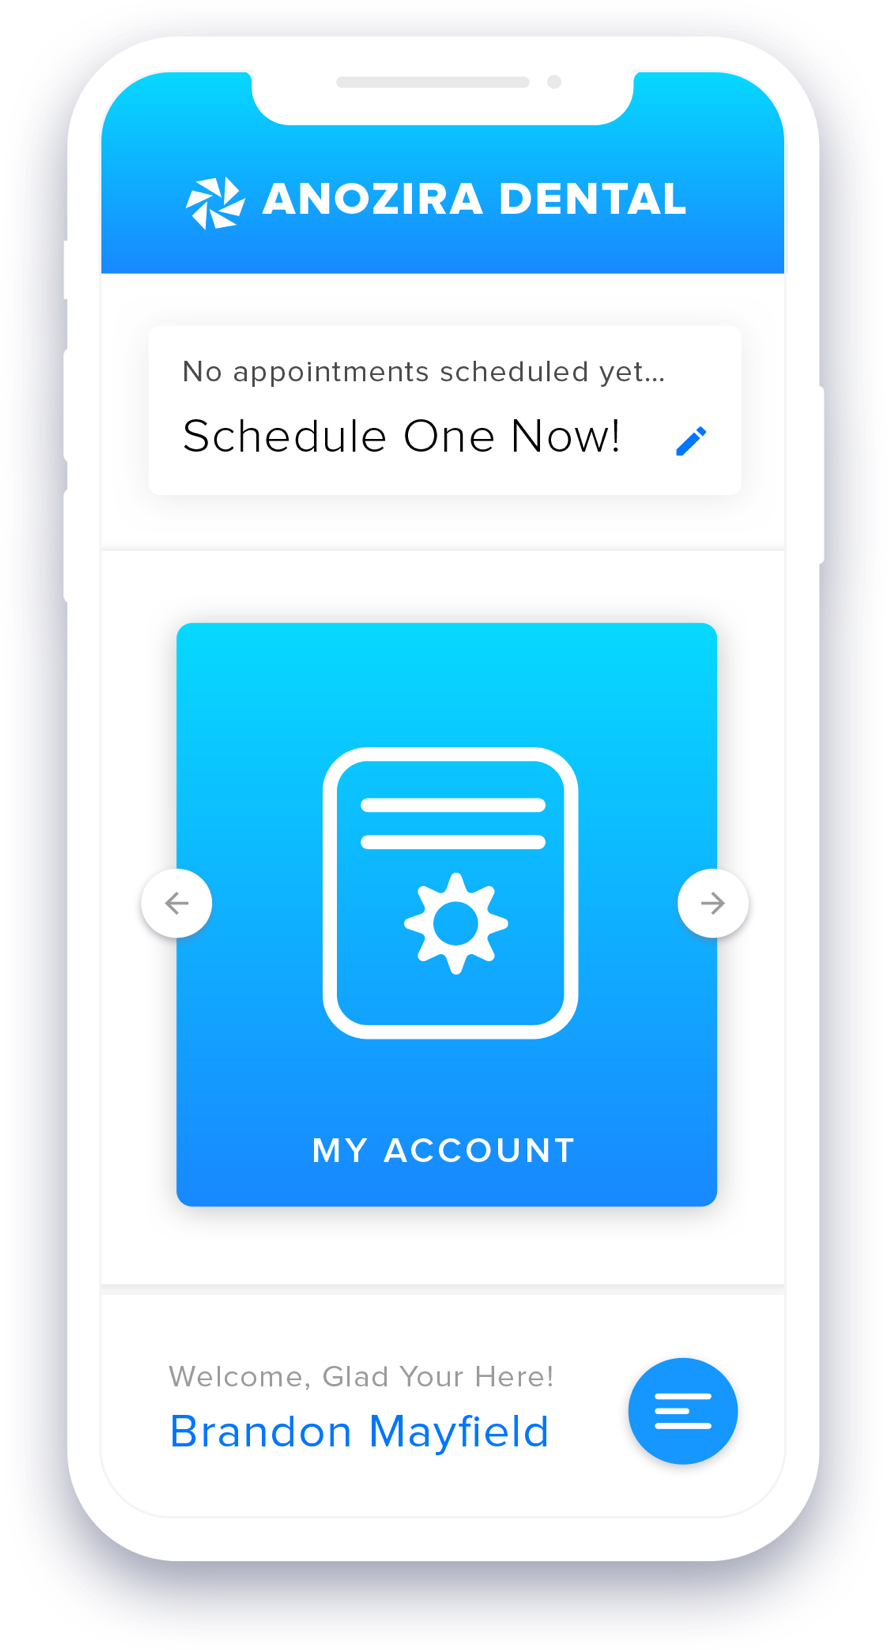 ANOZIRA DENTAL
No appointments scheduled yet...
Schedule One Now!
MY ACCOUNT
Welcome, Glad Your Here!
Brandon Mayfield